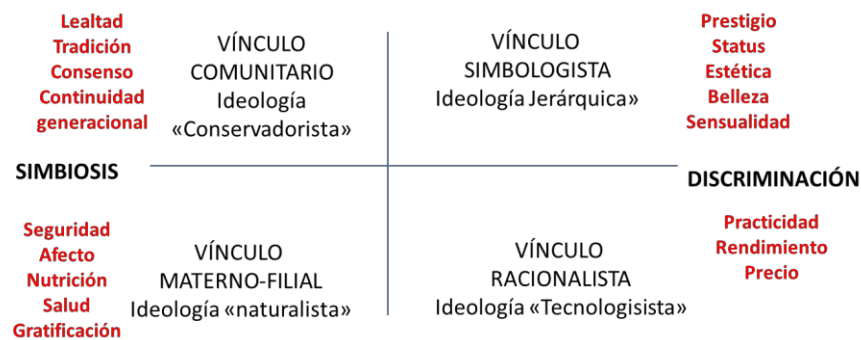 Lealtad
Tradición
Consenso
Continuidad
generacional
VÍNCULO
COMUNITARIO
Ideología
«Conservadorista»
VÍNCULO
SIMBOLOGISTA
Ideología Jerárquica»
Prestigio
Status
Estética
Belleza
Sensualidad
SIMBIOSIS
DISCRIMINACIÓN
Seguridad
Afecto
Nutrición
Salud
Gratificación
VÍNCULO
MATERNO-FILIAL
Ideología «naturalista»
VÍNCULO
RACIONALISTA
Ideología «Tecnologisista»
Practicidad
Rendimiento
Precio